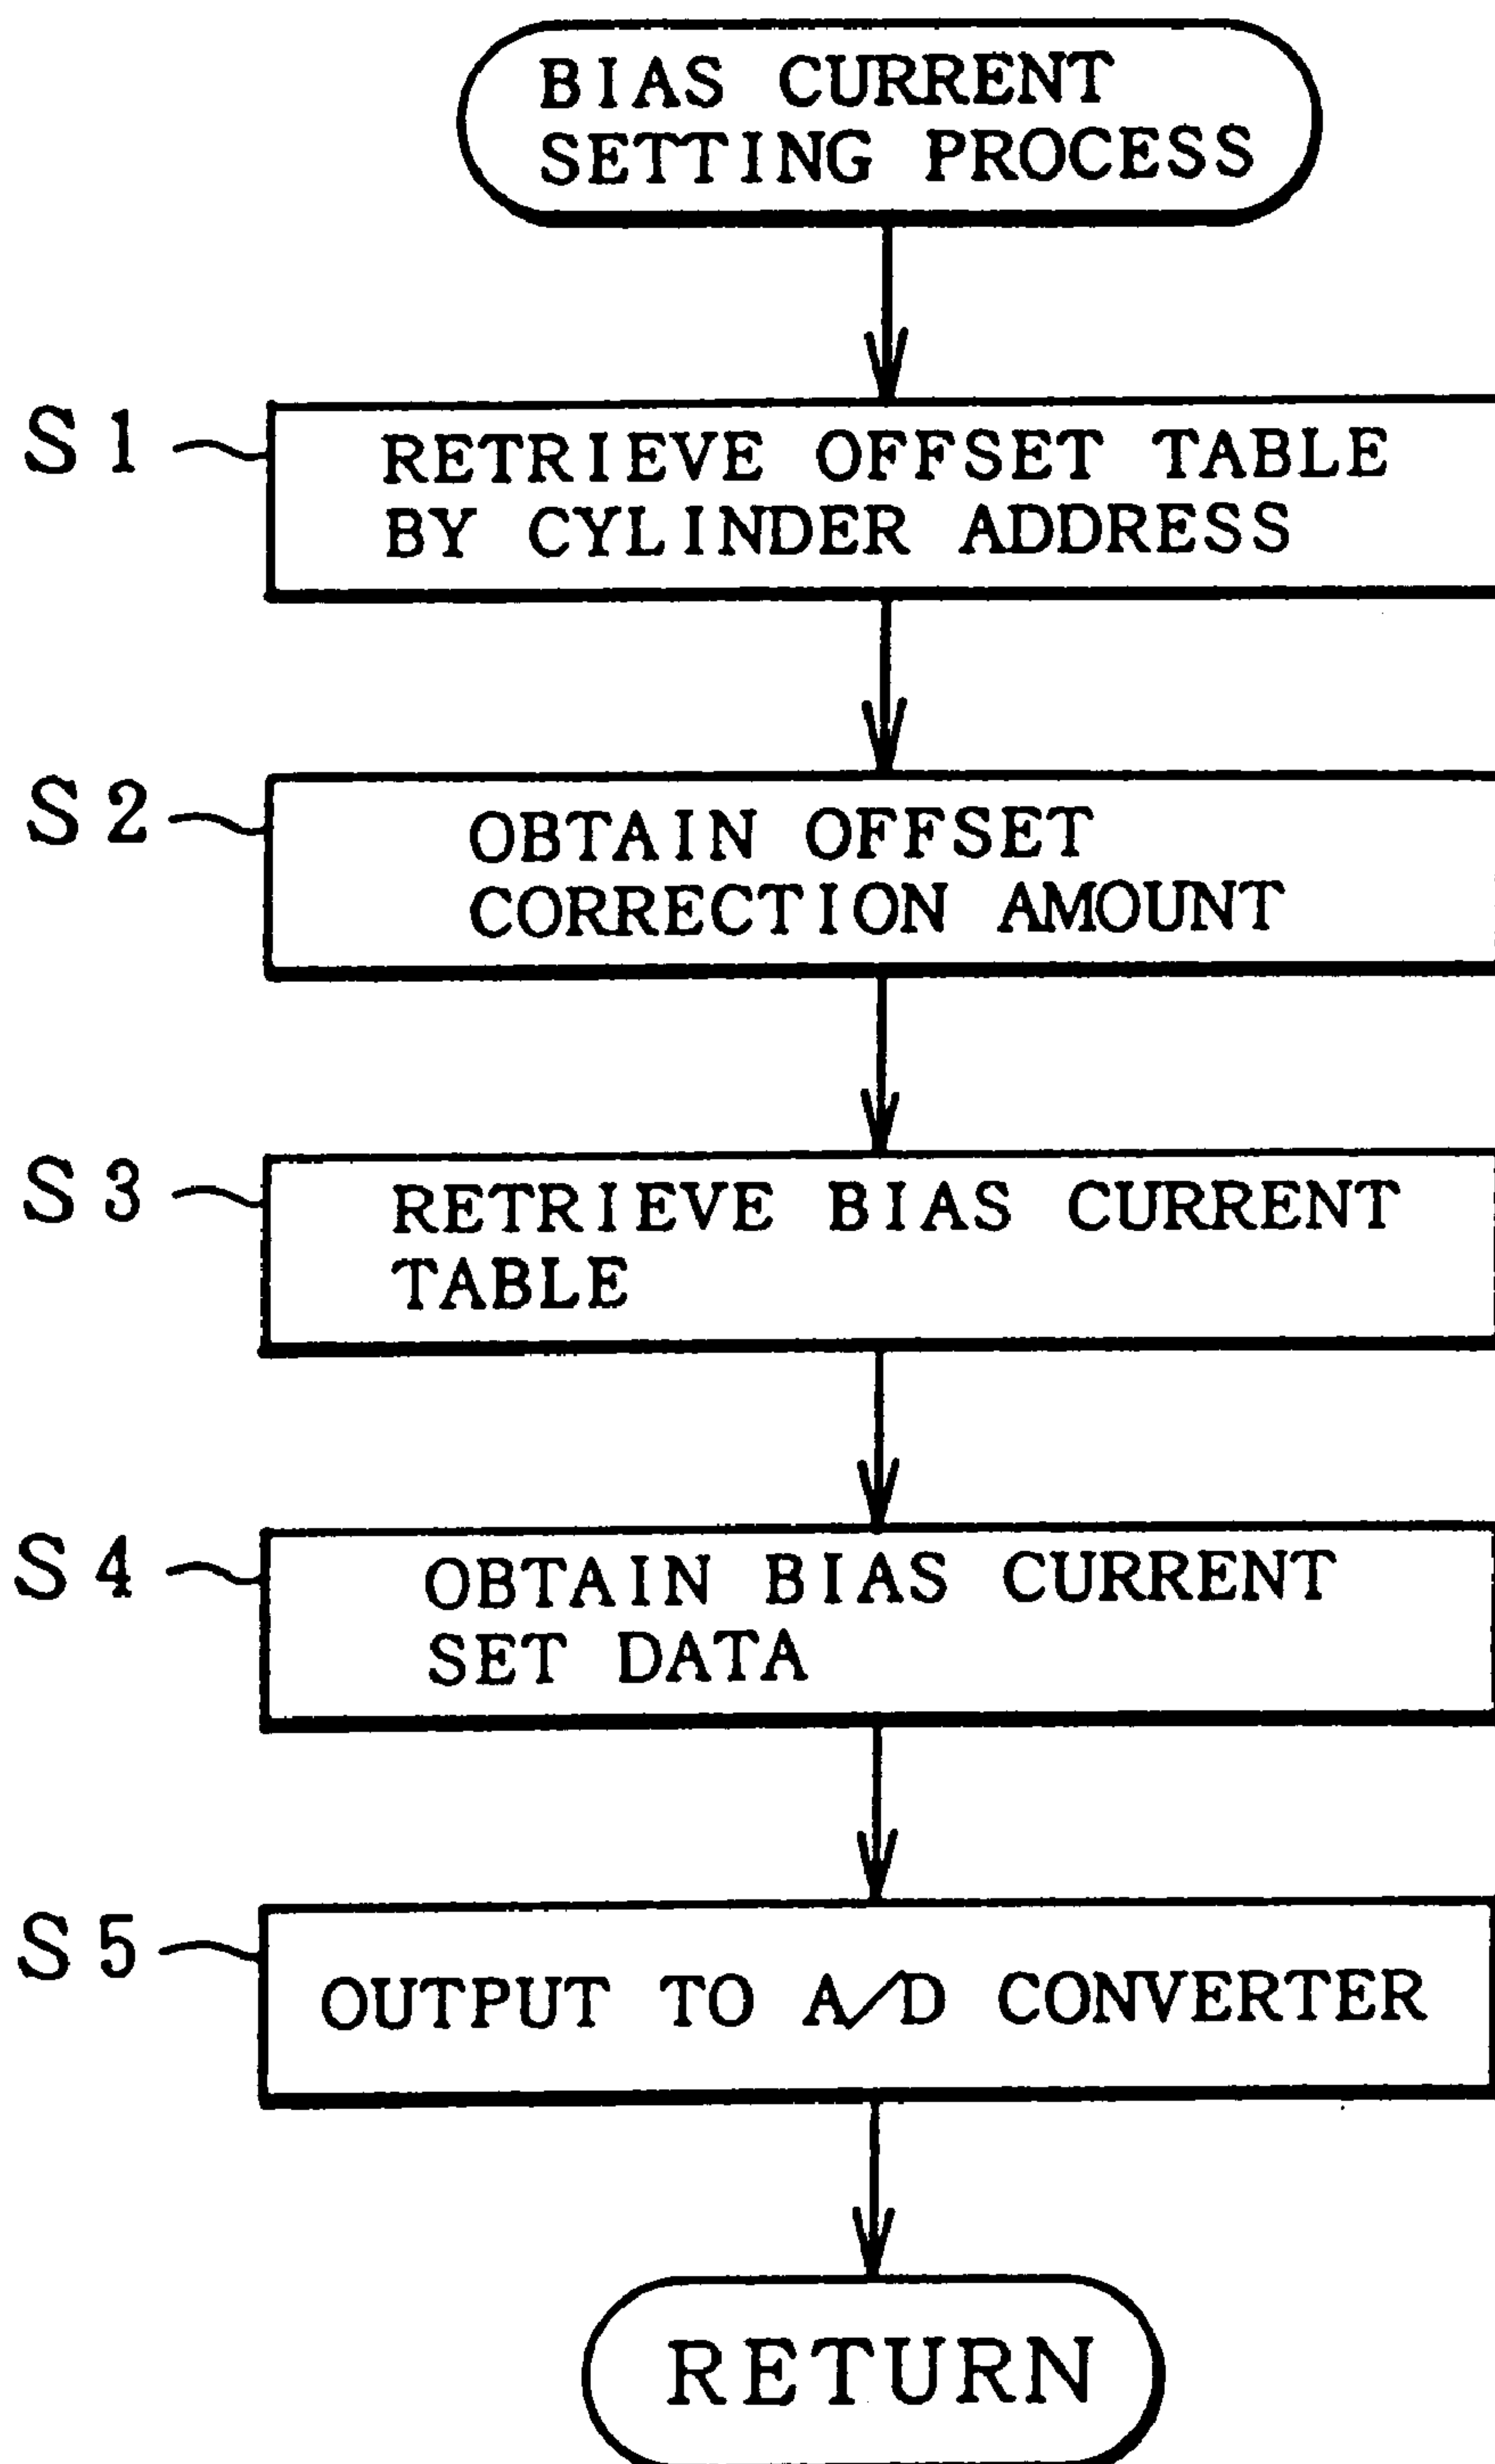 BIAS CURRENT
SETTING PROCESS
S1
RETRIEVE OFFSET TABLE
BY CYLINDER ADDRESS
S2
OBTAIN OFFSET
CORRECTION AMOUNT
S3
RETRIEVE BIAS CURRENT
TABLE
S4
OBTAIN BIAS CURRENT
SET DATA
S5
OUTPUT TO A/D CONVERTER
RETURN